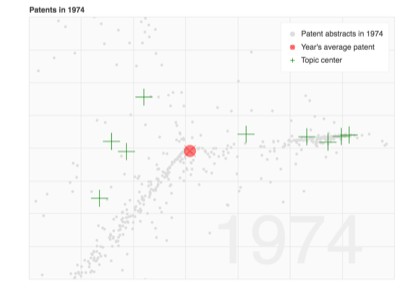 Patents in 1974
Patent abstracts in 1974
Year's average patent
Topic center
1974